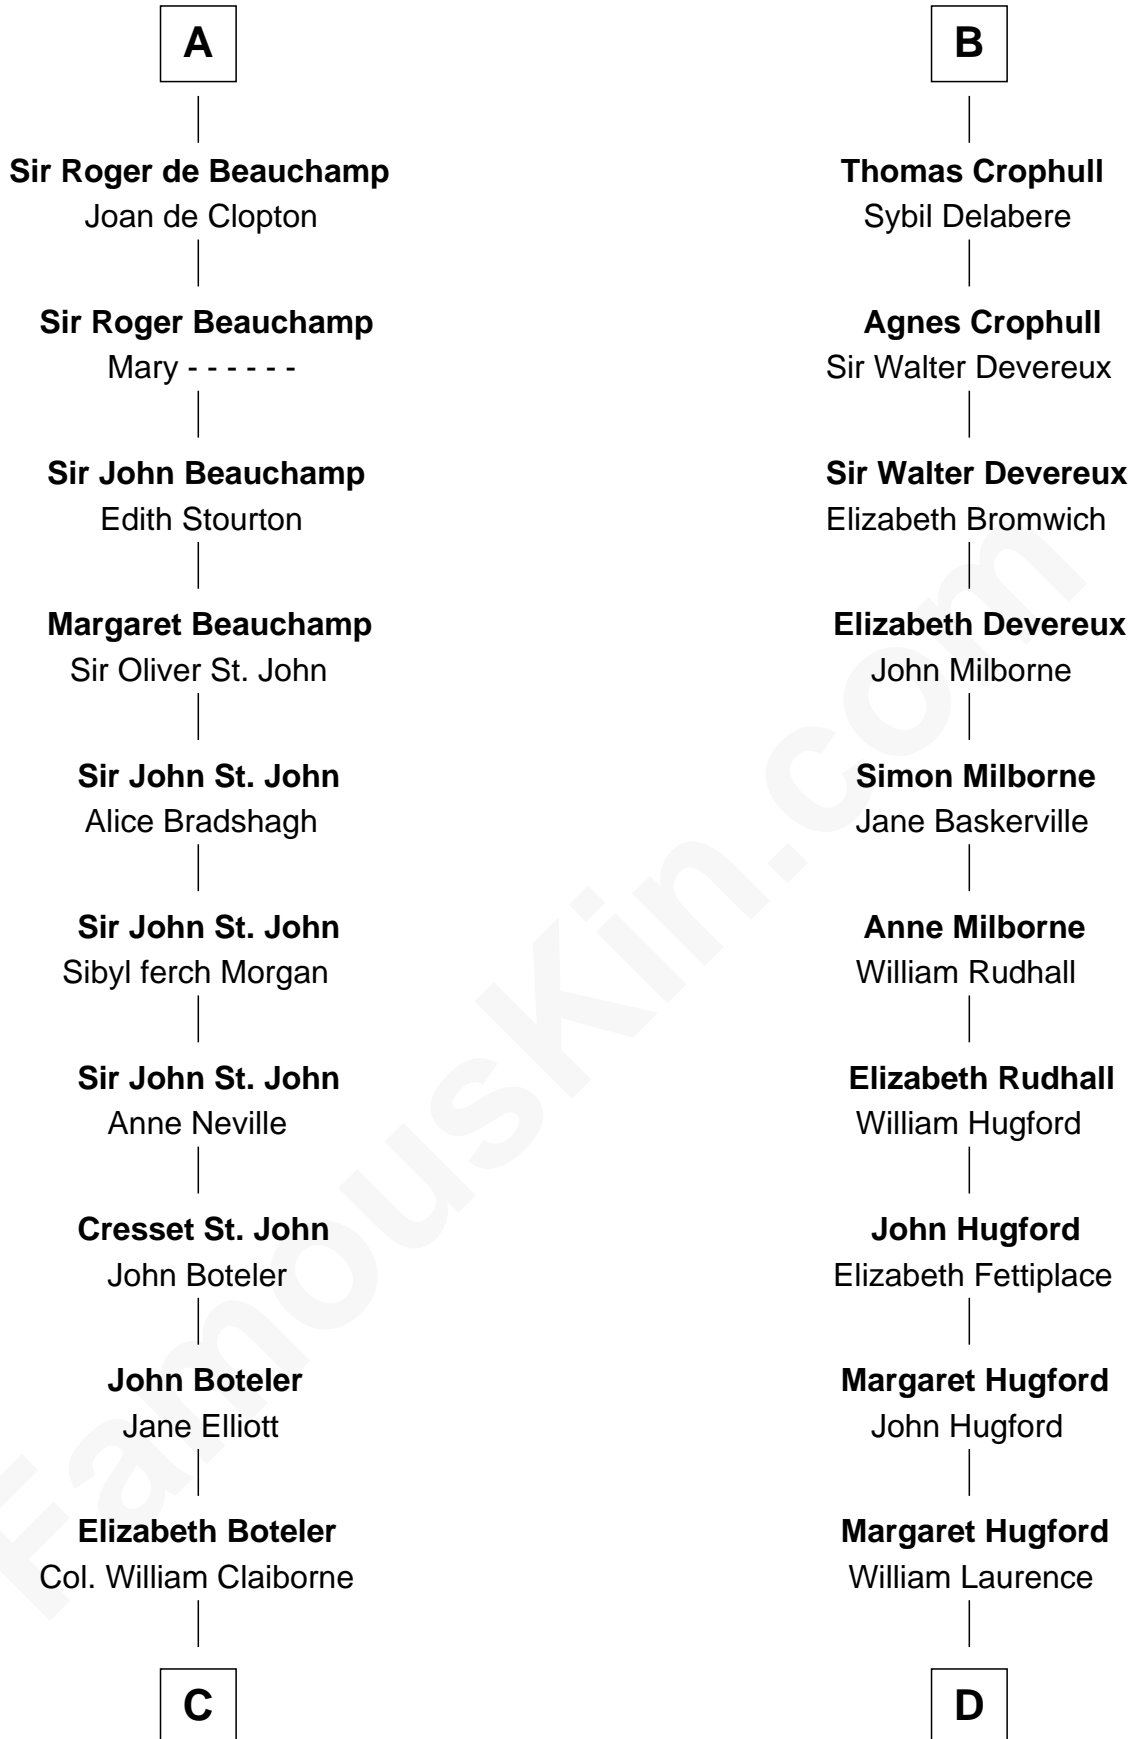 A
Sir Roger de Beauchamp
Joan de Clopton
Sir Roger Beauchamp
Mary - - - - - -
Sir John Beauchamp
Edith Stourton
Margaret Beauchamp
Sir Oliver St. John
Sir John St. John
Alice Bradshagh
Sir John St. John
Sibyl ferch Morgan
Sir John St. John
Anne Neville
Cresset St. John
John Boteler
John Boteler
Jane Elliott
Elizabeth Boteler
Col. William Claiborne
C
B
Thomas Crophull
Sybil Delabere
Agnes Crophull
Sir Walter Devereux
Sir Walter Devereux
Elizabeth Bromwich
Elizabeth Devereux
John Milborne
Simon Milborne
Jane Baskerville
Anne Milborne
William Rudhall
Elizabeth Rudhall
William Hugford
John Hugford
Elizabeth Fettiplace
Margaret Hugford
John Hugford
Margaret Hugford
William Laurence
D
FamousKin.com